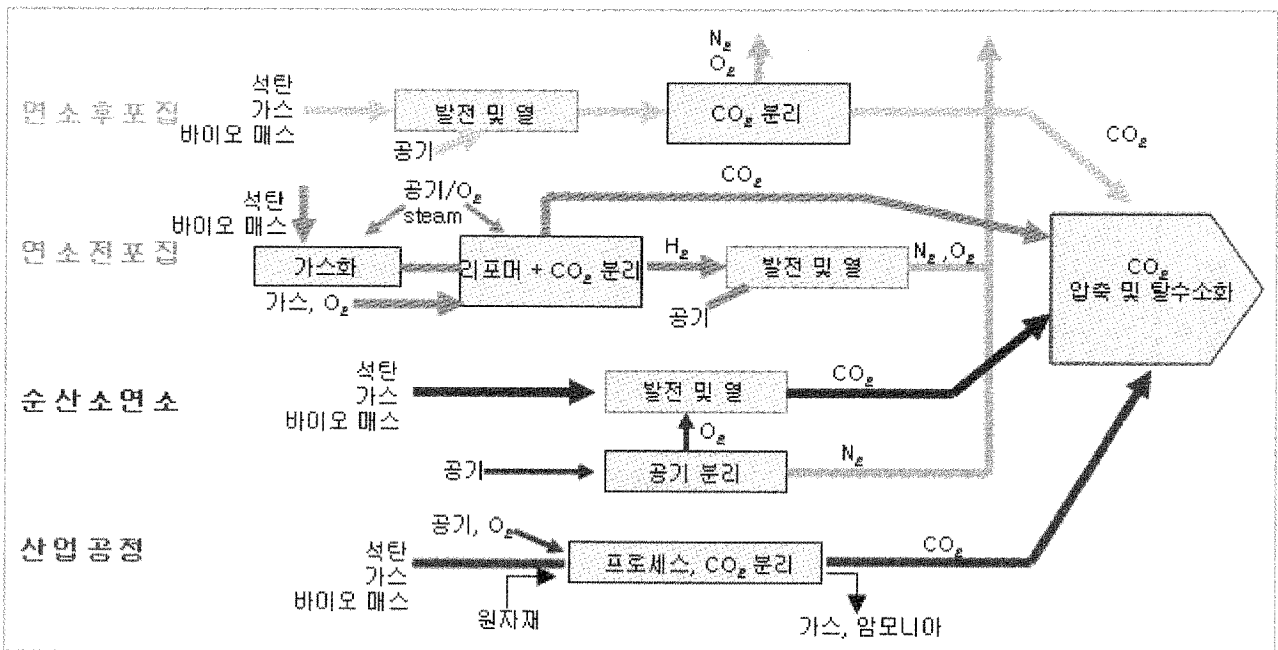 연소후포집
석탄
가스
바이오 매스
발전 및 열
공기
N₂
O₂
CO₂ 분리
CO₂
연소전포집
석탄
바이오 매스
공기/O₂
steam
가스화
가스, O₂
리포머 + CO₂ 분리
CO₂
H₂
발전 및 열
공기
N₂,O₂
CO₂
압축 및 탈수소화
순산소연소
석탄
가스
바이오 매스
발전 및 열
CO₂
O₂
공기
공기 분리
N₂
산업공정
석탄
가스
바이오 매스
공기, O₂
원자재
프로세스, CO₂ 분리
CO₂
가스, 암모니아